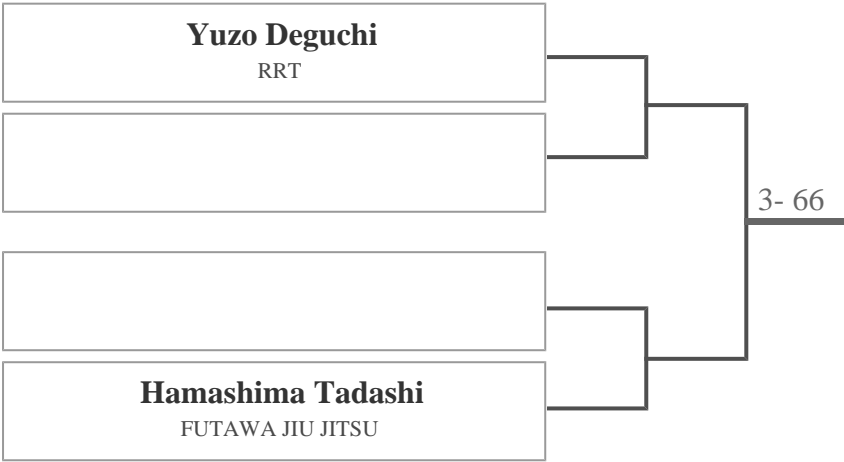 Yuzo Deguchi
RRT
3- 66
Hamashima Tadashi
FUTAWA JIU JITSU